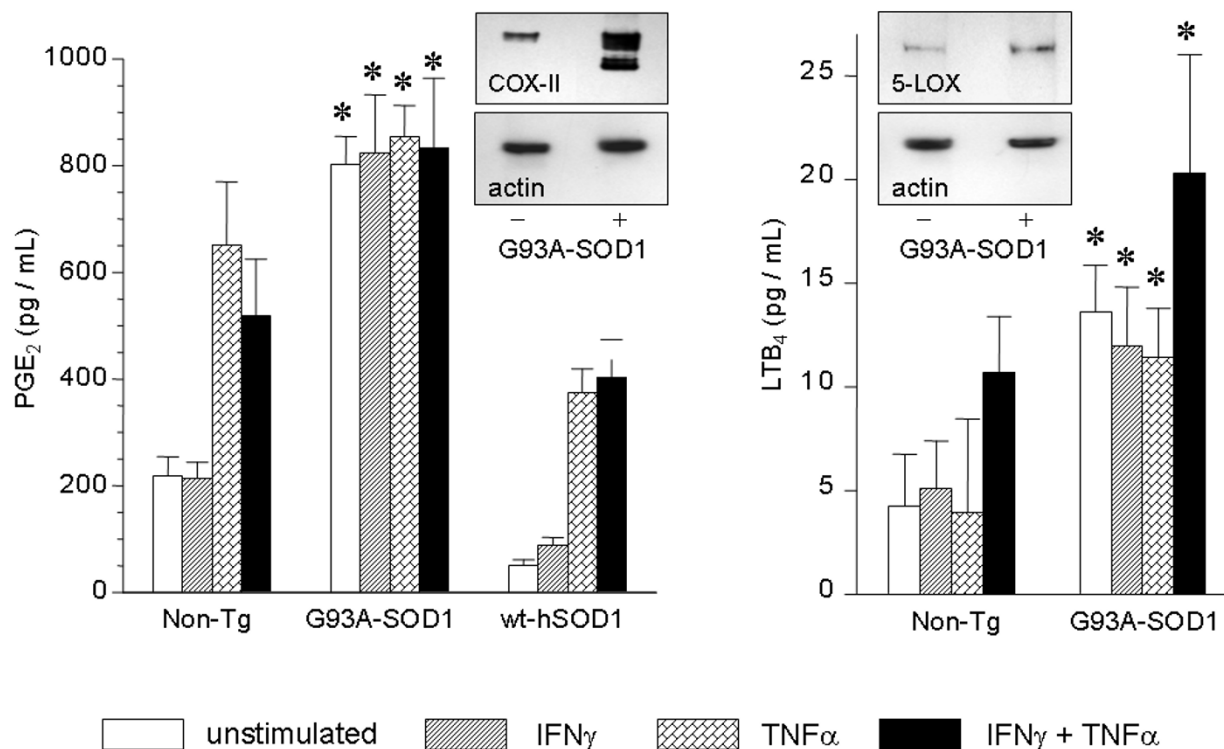 PGE₂ (pg / mL)
1000
800
600
400
200
0
* * * *
Non-Tg G93A-SOD1 wt-hSOD1
COX-II
actin
– +
G93A-SOD1
LTB₄ (pg / mL)
25
20
15
10
5
0
* * * *
Non-Tg G93A-SOD1
5-LOX
actin
– +
G93A-SOD1
unstimulated IFNγ TNFα IFNγ + TNFα